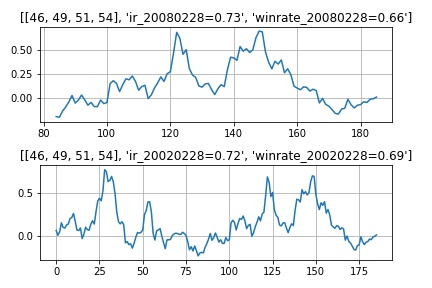 [[46, 49, 51, 54], 'ir_20080228=0.73', 'winrate_20080228=0.66']
0.50
0.25
0.00
80 100 120 140 160 180
[[46, 49, 51, 54], 'ir_20020228=0.72', 'winrate_20020228=0.69']
0.5
0.0
0 25 50 75 100 125 150 175